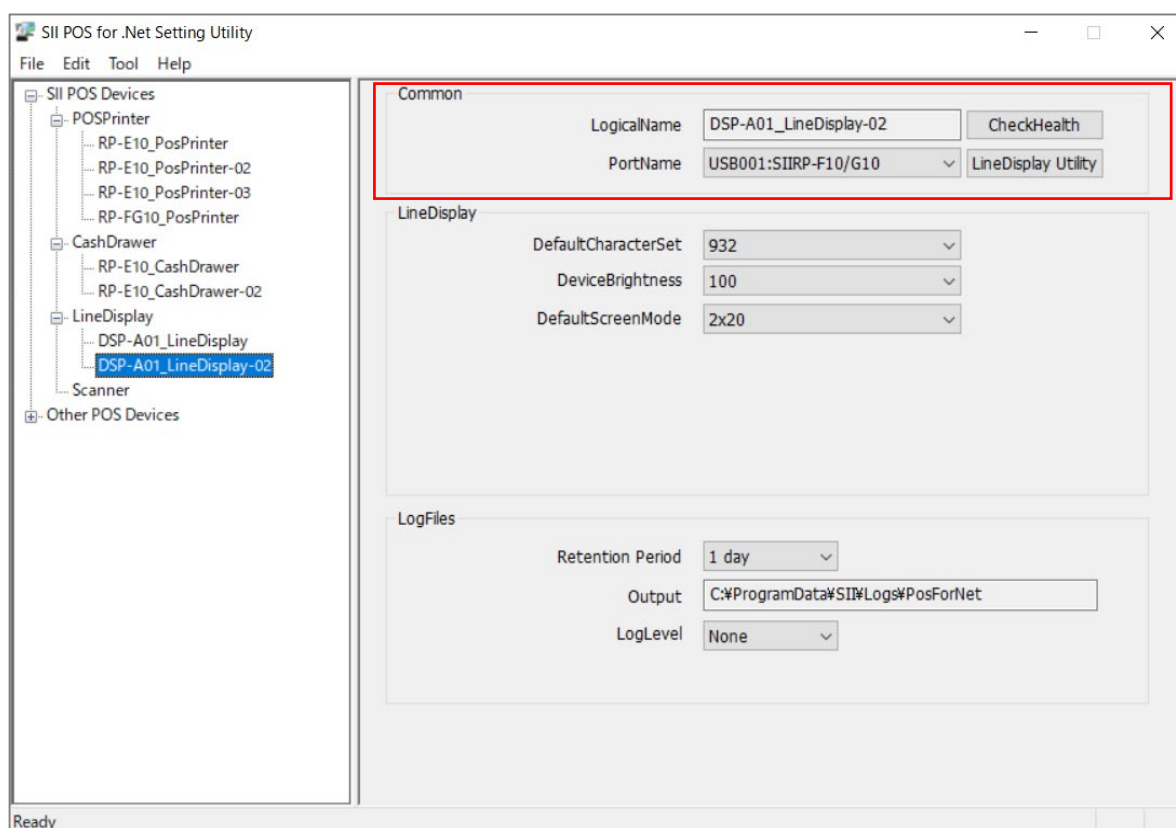 SII POS for .Net Setting Utility
File Edit Tool Help
SII POS Devices
POSPrinter
RP-E10_PosPrinter
RP-E10_PosPrinter-02
RP-E10_PosPrinter-03
RP-FG10_PosPrinter
CashDrawer
RP-E10_CashDrawer
RP-E10_CashDrawer-02
LineDisplay
DSP-A01_LineDisplay
DSP-A01_LineDisplay-02
Scanner
Other POS Devices
Common
LogicalName DSP-A01_LineDisplay-02 CheckHealth
PortName USB001:SIIRP-F10/G10 LineDisplay Utility
LineDisplay
DefaultCharacterSet 932
DeviceBrightness 100
DefaultScreenMode 2x20
LogFiles
Retention Period 1 day
Output C:¥ProgramData¥SII¥Logs¥PosForNet
LogLevel None
Ready